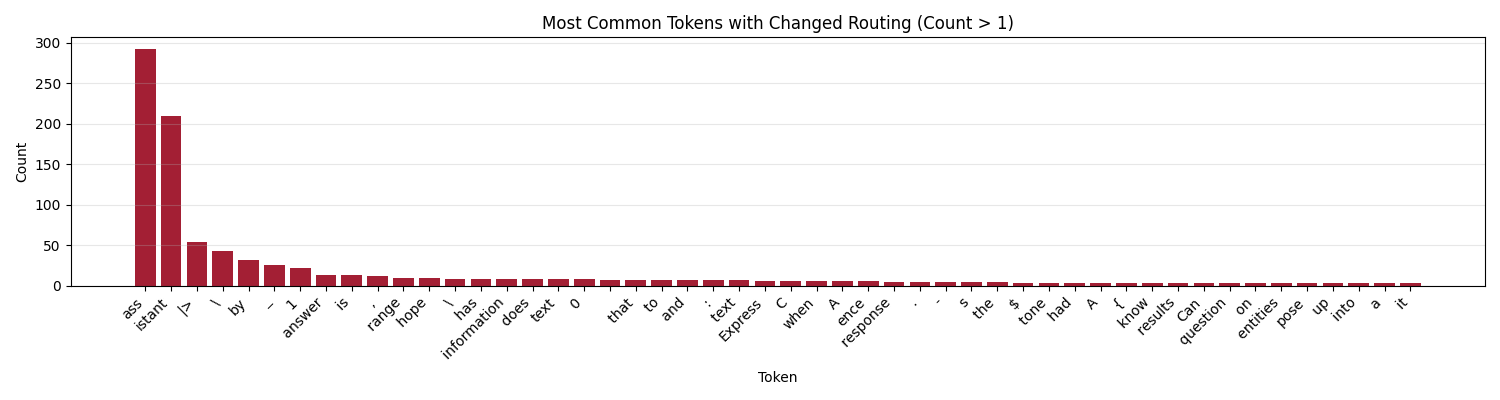 Most Common Tokens with Changed Routing (Count > 1)
300
250
200
150
100
50
0
Count
ass
istant
|>
\
by
_
1
answer
is
,
range
hope
\
has
information
does
text
0
that
to
and
:
text
Express
C
when
A
ence
response
.
-
s
the
$
tone
had
A
{
know
results
Can
question
on
entities
pose
up
into
a
it
Token